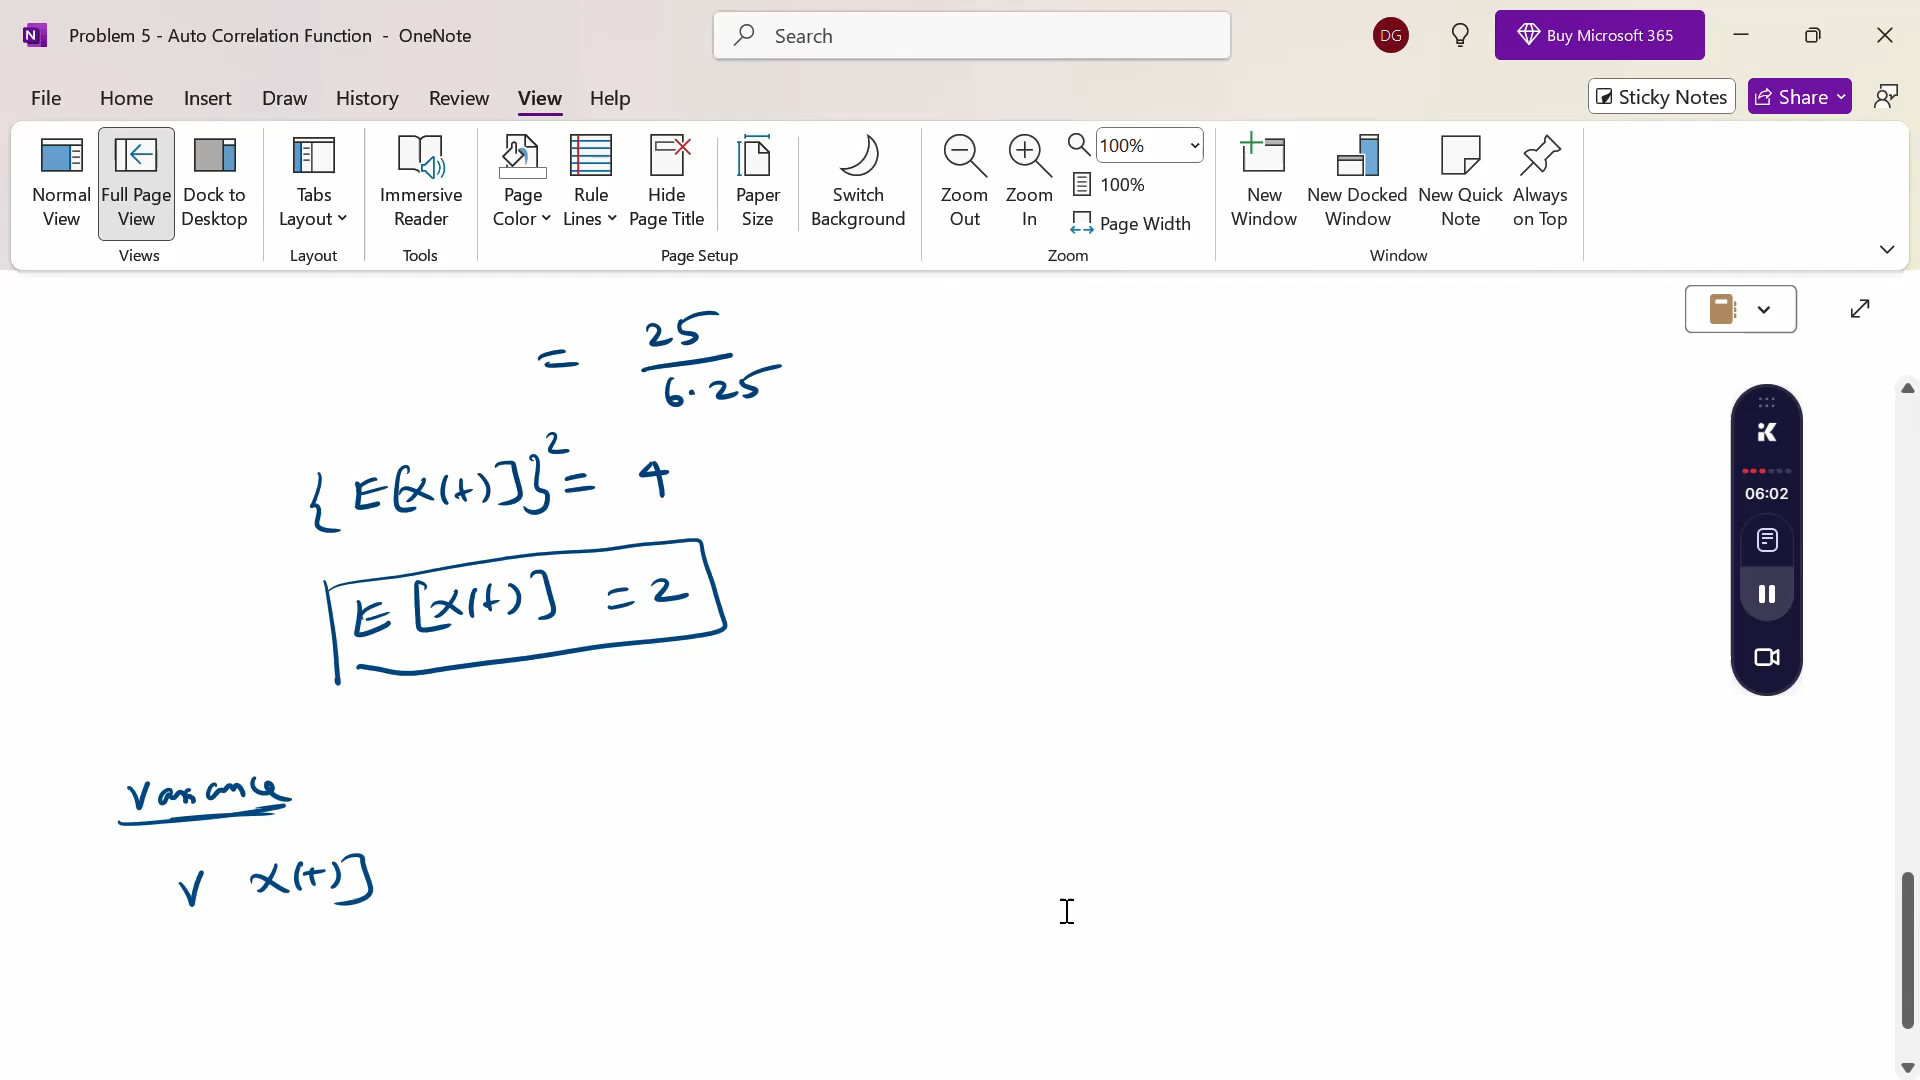 Problem 5 - Auto Correlation Function - OneNote
Search
DG
Buy Microsoft 365
File Home Insert Draw History Review View Help
Sticky Notes
Share
Normal View
Full Page View
Dock to Desktop
Views
Tabs Layout
Layout
Immersive Reader
Tools
Page Color
Rule Lines
Hide Page Title
Paper Size
Switch Background
Page Setup
Zoom Out
Zoom In
100%
100%
Page Width
Zoom
New Window
New Docked Window
New Quick Note
Always on Top
Window
06:02
= 25 / 6.25
{E[x(t)]}² = 4
E[x(t)] = 2
Variance
V x(t)]